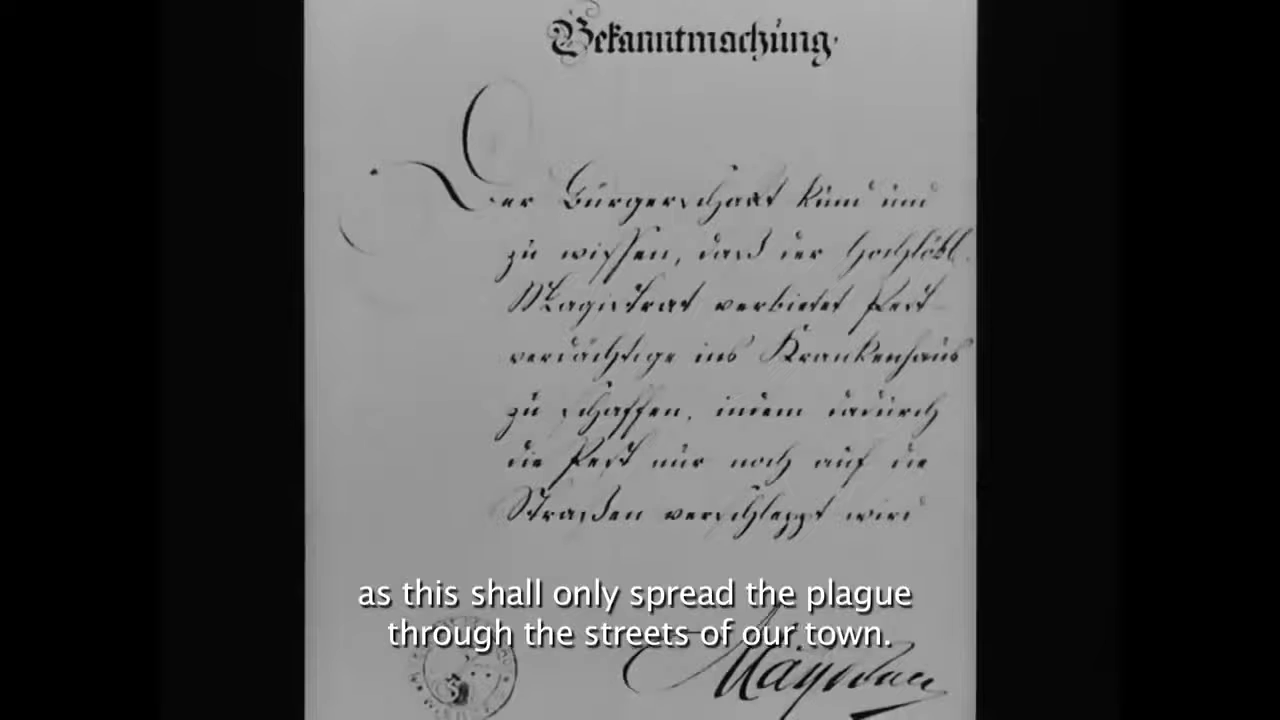 Bekanntmachung.
Der Bürgerschaft kund und
zu wissen, daß der Hochlöbl.
Magistrat verbietet Pest-
verdächtige ins Krankenhaus
zu schaffen, indem dadurch
die Pest nur noch auf die
Straßen verschleppt wird
as this shall only spread the plague
through the streets of our town.